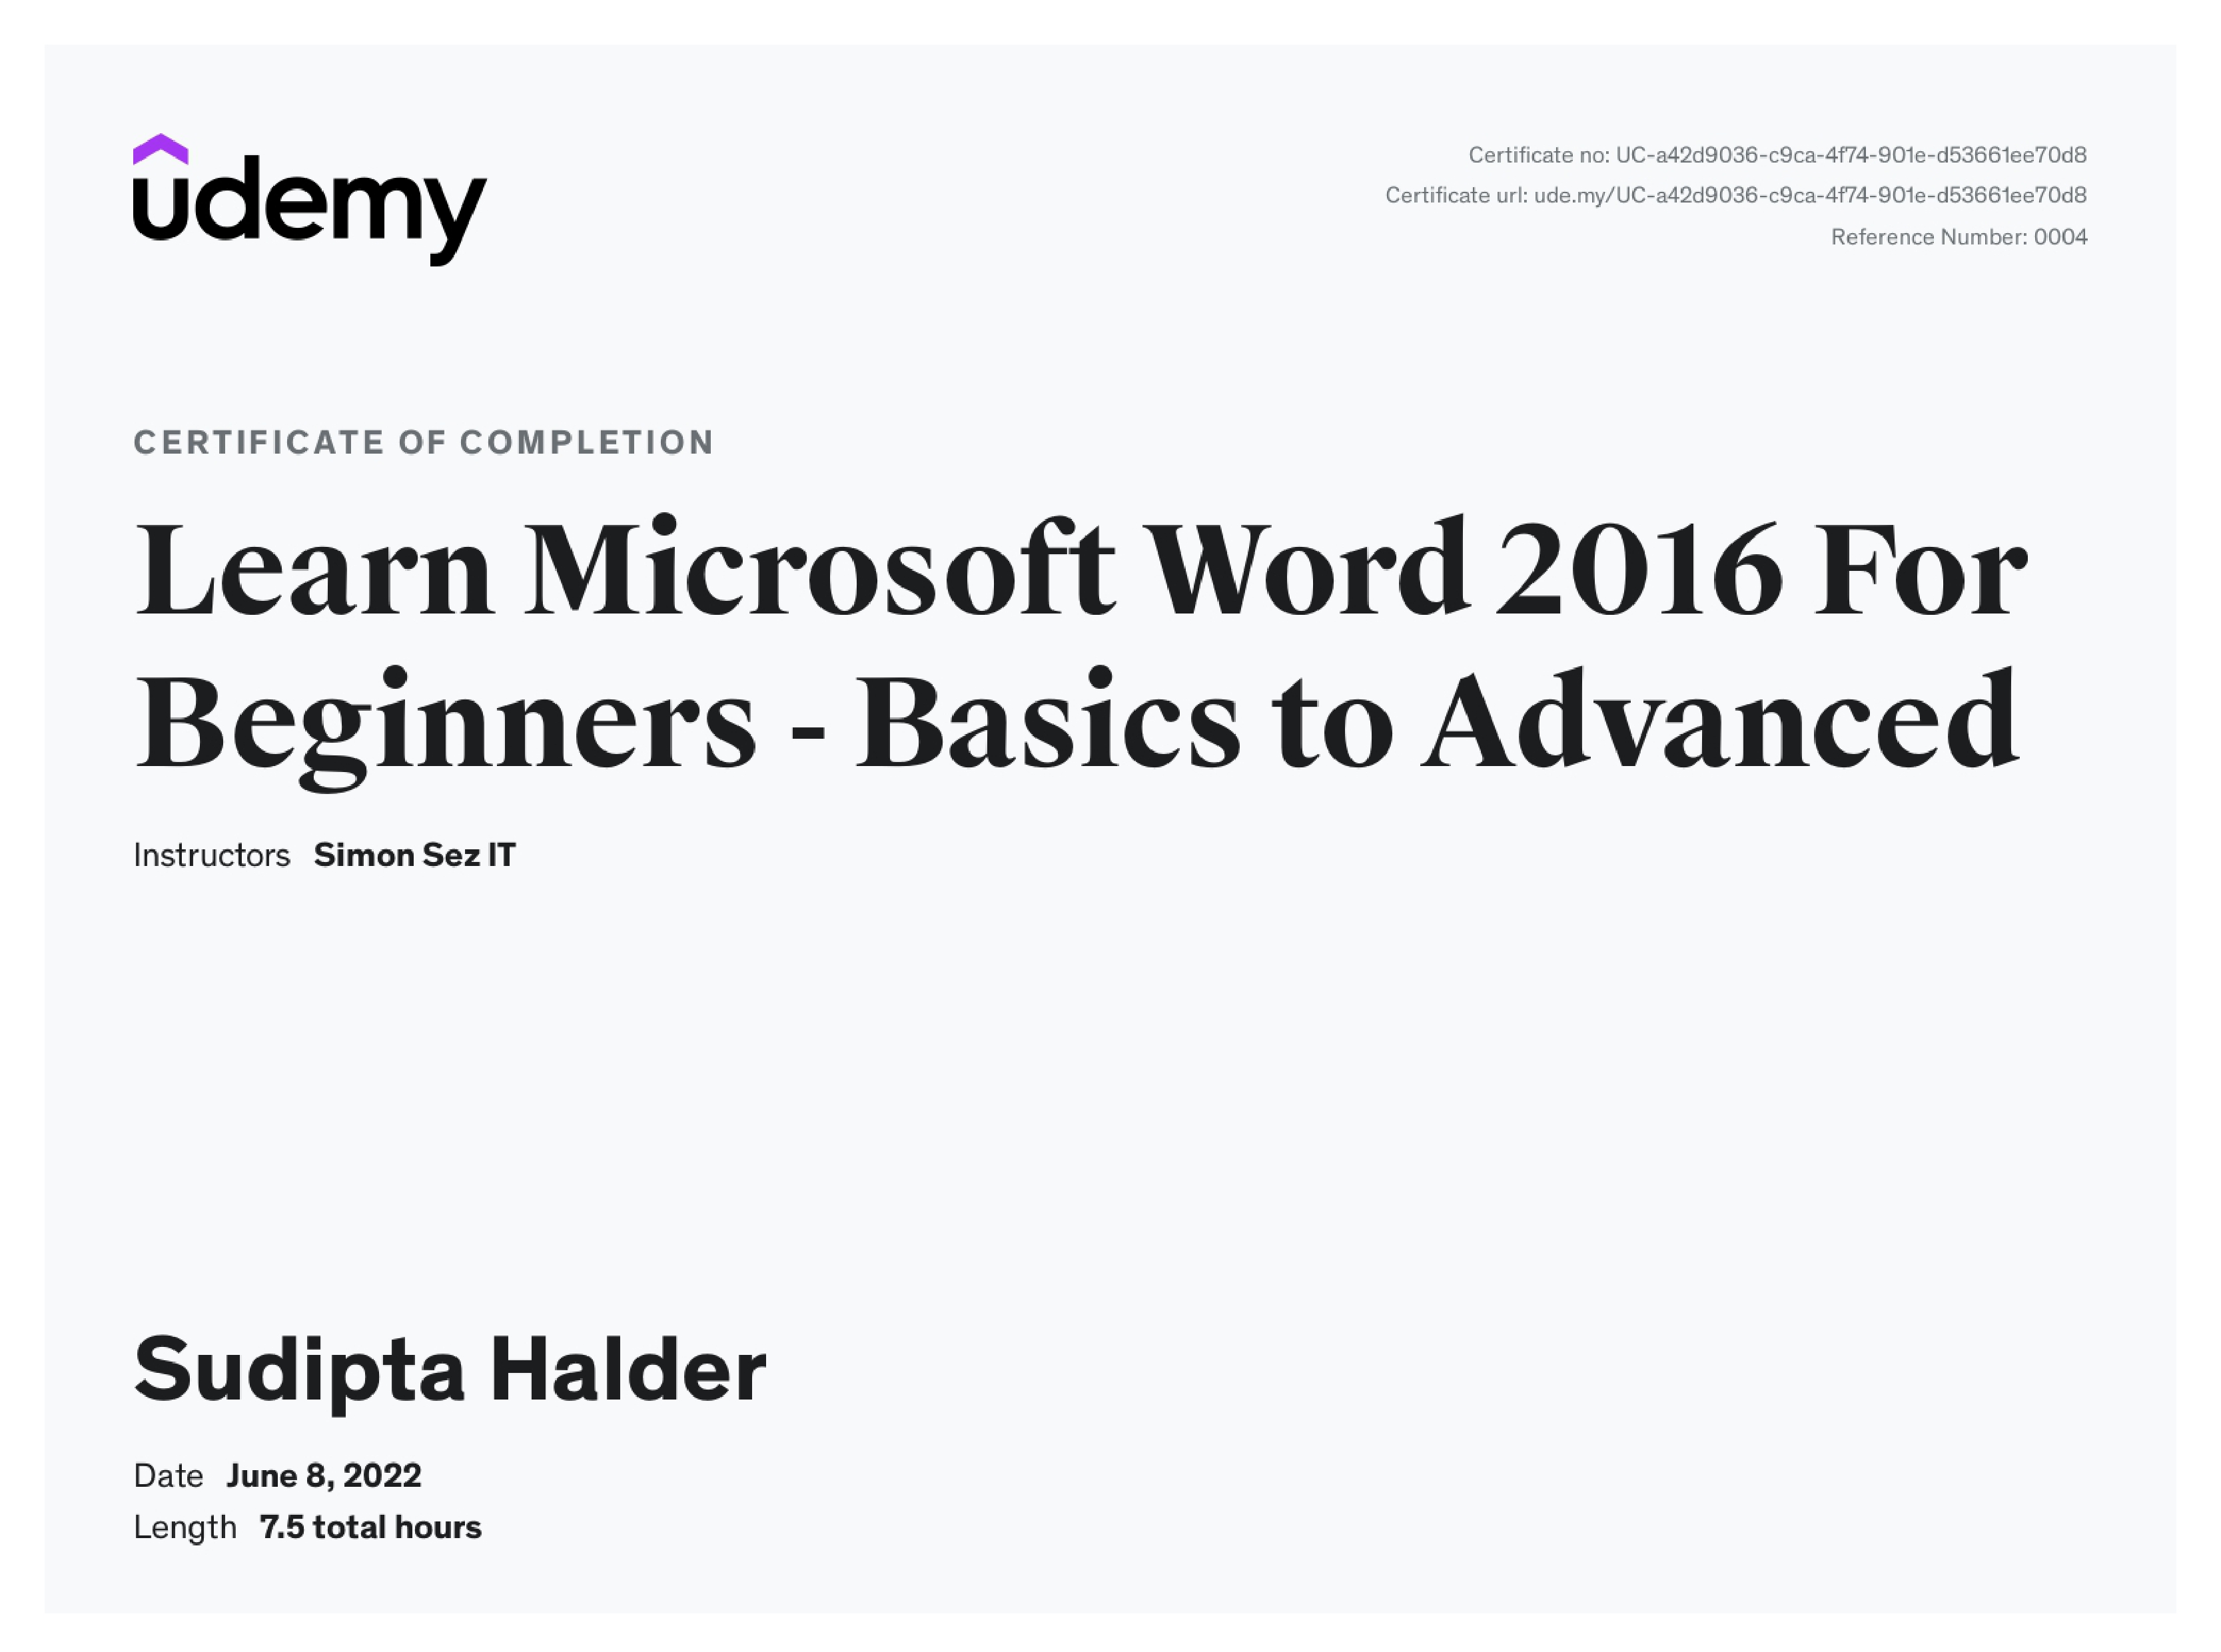 udemy
Certificate no: UC-a42d9036-c9ca-4f74-901e-d53661ee70d8
Certificate url: ude.my/UC-a42d9036-c9ca-4f74-901e-d53661ee70d8
Reference Number: 0004
CERTIFICATE OF COMPLETION
Learn Microsoft Word 2016 For
Beginners - Basics to Advanced
Instructors Simon Sez IT
Sudipta Halder
Date June 8, 2022
Length 7.5 total hours